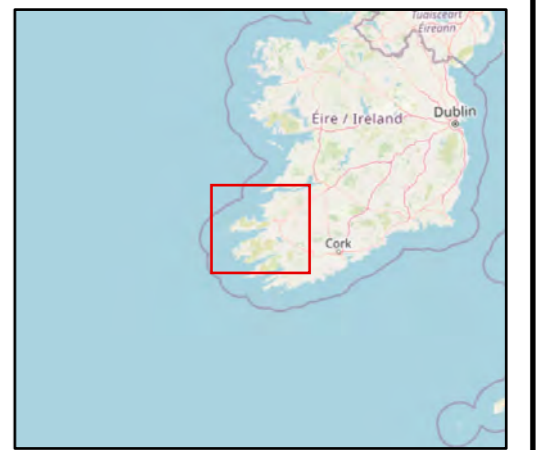 Tuaisceart
Éireann
Éire / Ireland
Dublin
Cork